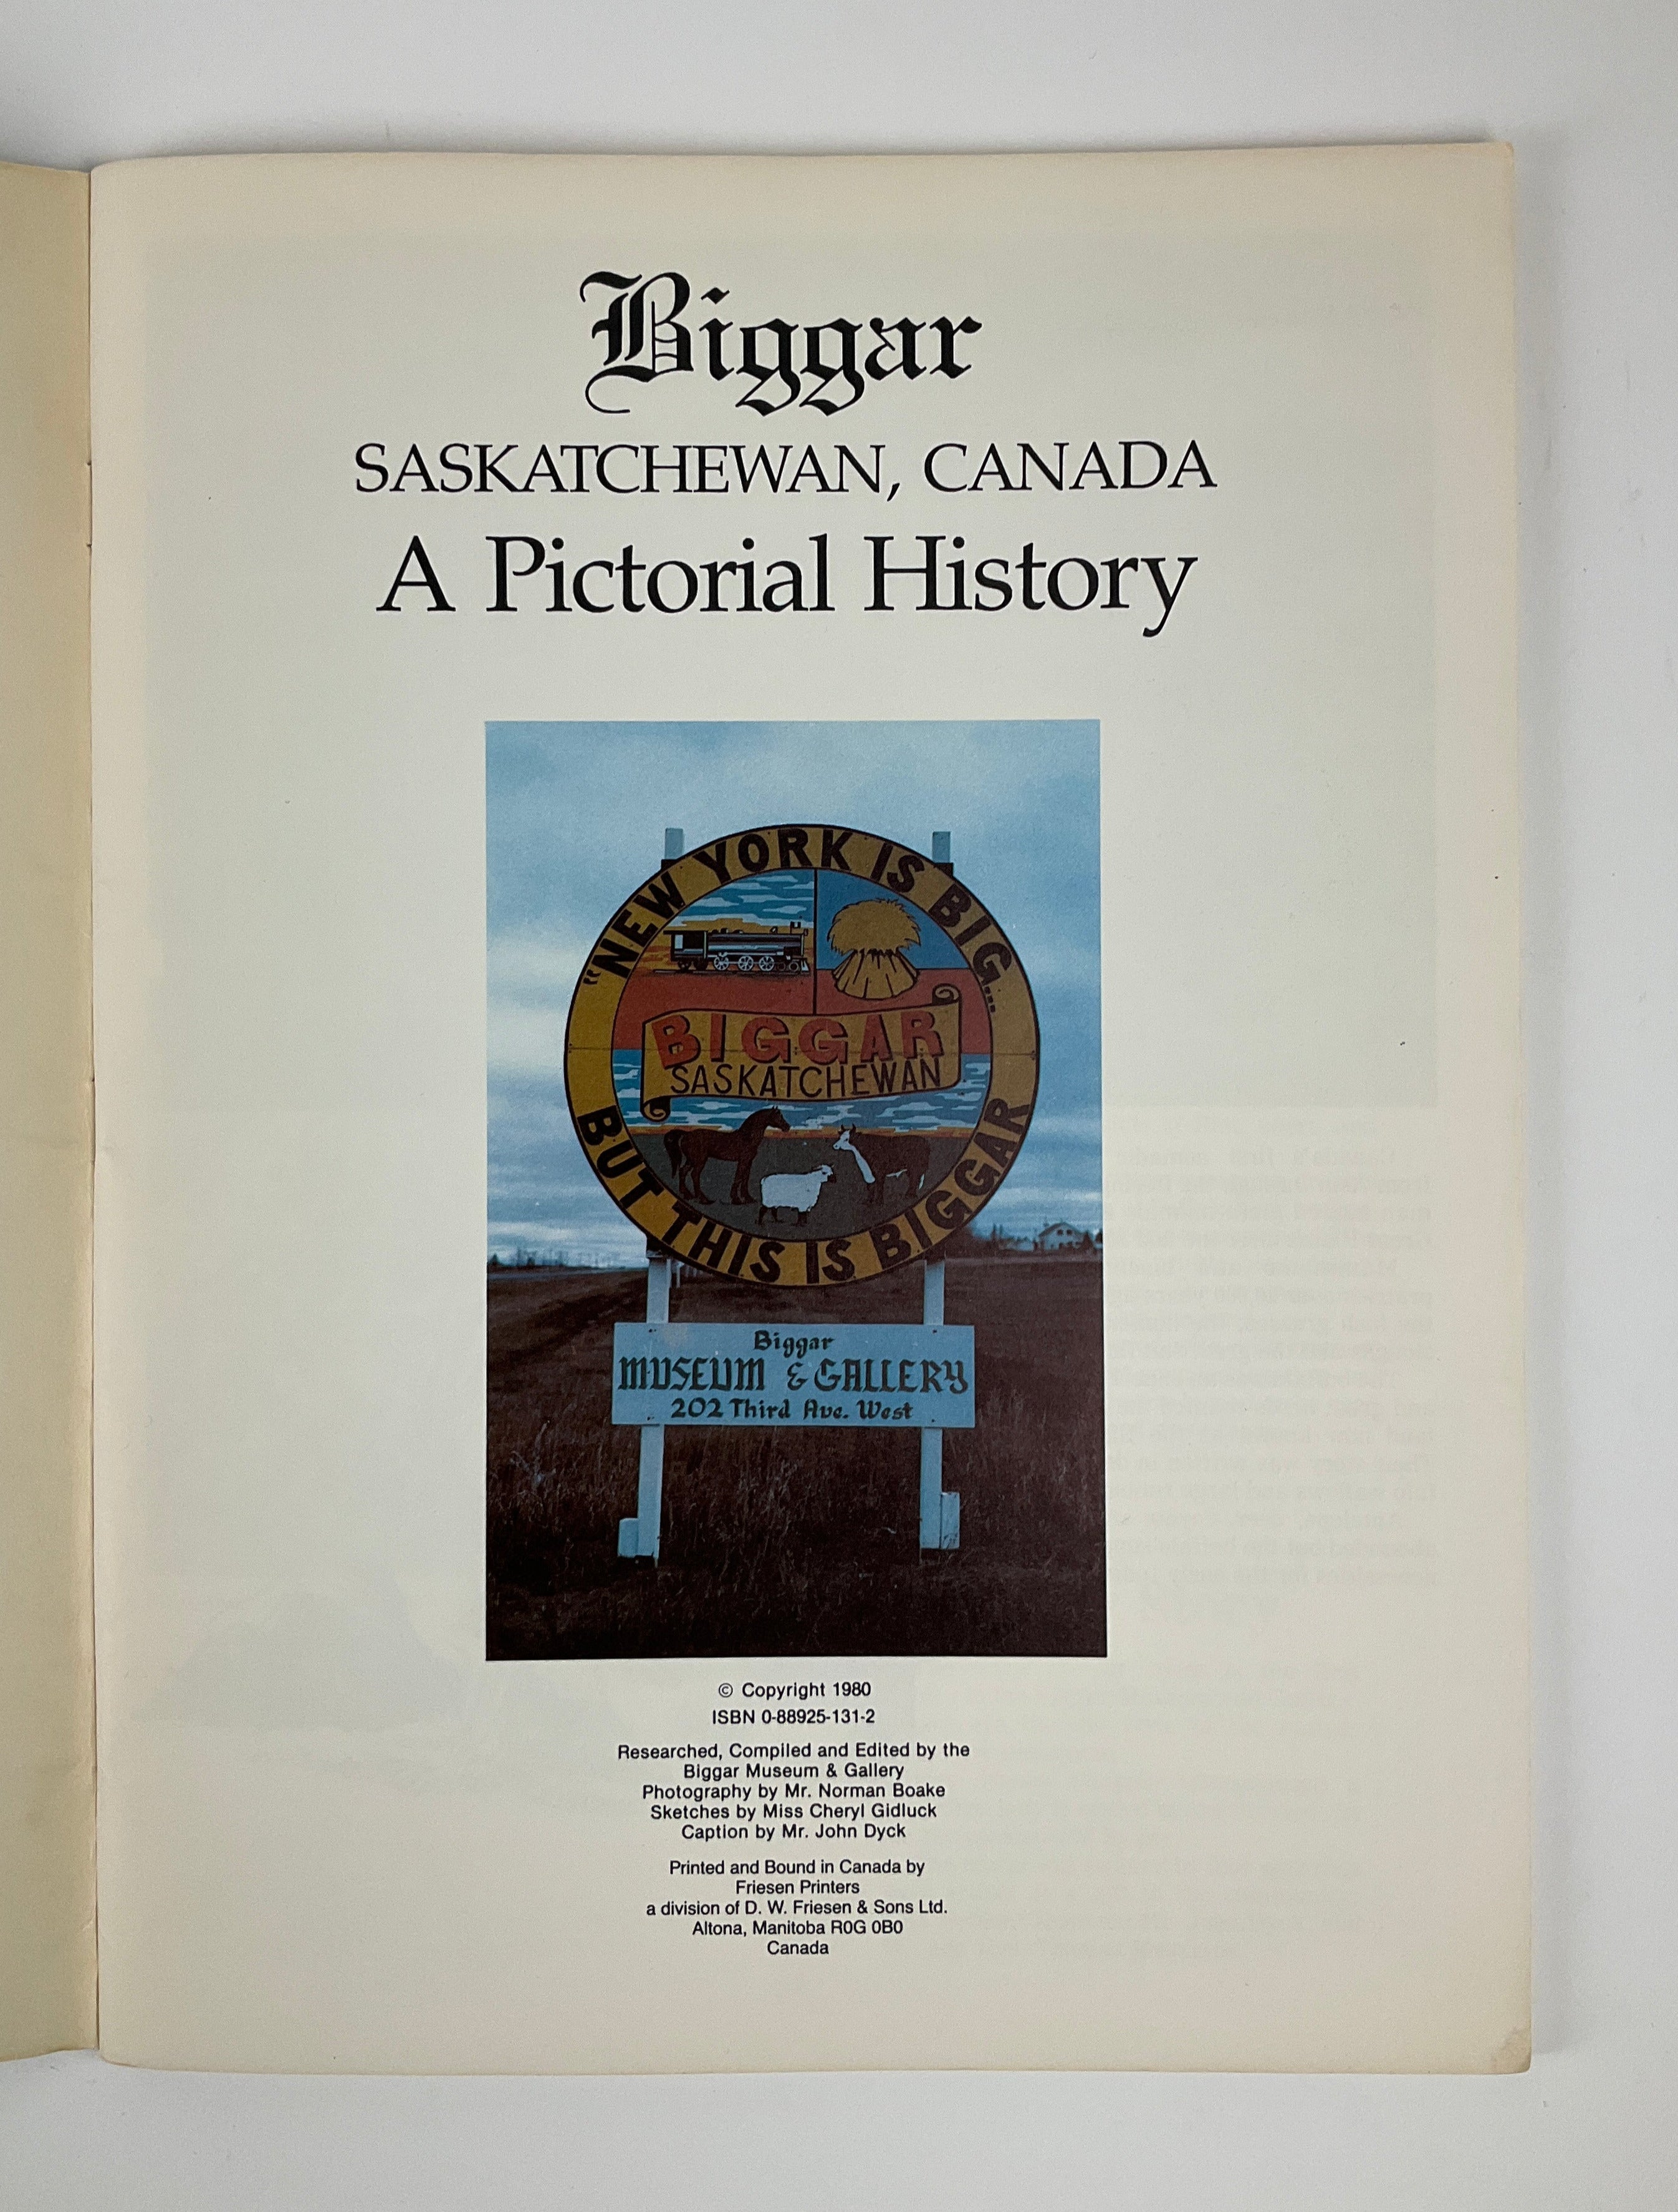 Biggar
SASKATCHEWAN, CANADA
A Pictorial History
"NEW YORK IS BIG...
BIGGAR
SASKATCHEWAN
BUT THIS IS BIGGAR
Biggar
MUSEUM & GALLERY
202 Third Ave. West
© Copyright 1980
ISBN 0-88925-131-2
Researched, Compiled and Edited by the
Biggar Museum & Gallery
Photography by Mr. Norman Boake
Sketches by Miss Cheryl Gidluck
Caption by Mr. John Dyck
Printed and Bound in Canada by
Friesen Printers
a division of D. W. Friesen & Sons Ltd.
Altona, Manitoba R0G 0B0
Canada